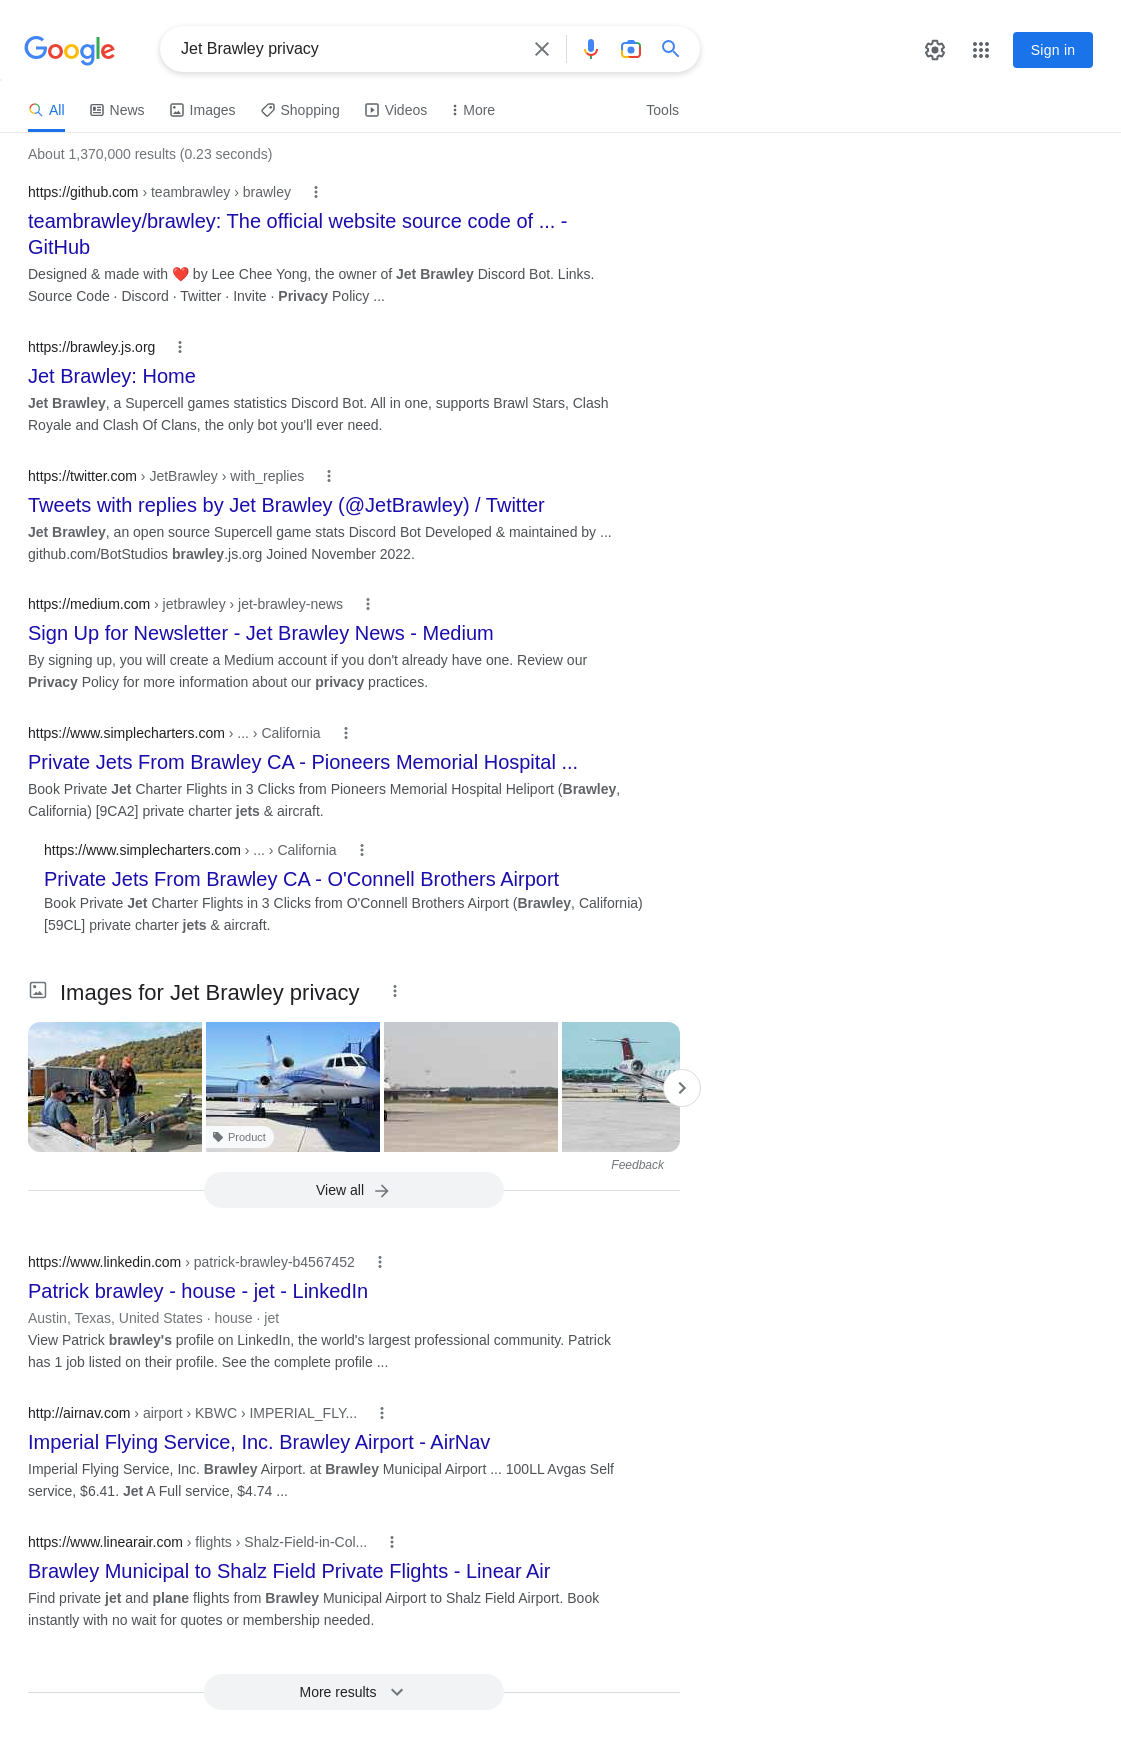 Google
Jet Brawley privacy
Sign in
All
News
Images
Shopping
Videos
More
Tools
About 1,370,000 results (0.23 seconds)
https://github.com › teambrawley › brawley
teambrawley/brawley: The official website source code of ... -
GitHub
Designed & made with ❤️ by Lee Chee Yong, the owner of Jet Brawley Discord Bot. Links.
Source Code · Discord · Twitter · Invite · Privacy Policy ...
https://brawley.js.org
Jet Brawley: Home
Jet Brawley, a Supercell games statistics Discord Bot. All in one, supports Brawl Stars, Clash
Royale and Clash Of Clans, the only bot you'll ever need.
https://twitter.com › JetBrawley › with_replies
Tweets with replies by Jet Brawley (@JetBrawley) / Twitter
Jet Brawley, an open source Supercell game stats Discord Bot Developed & maintained by ...
github.com/BotStudios brawley.js.org Joined November 2022.
https://medium.com › jetbrawley › jet-brawley-news
Sign Up for Newsletter - Jet Brawley News - Medium
By signing up, you will create a Medium account if you don't already have one. Review our
Privacy Policy for more information about our privacy practices.
https://www.simplecharters.com › ... › California
Private Jets From Brawley CA - Pioneers Memorial Hospital ...
Book Private Jet Charter Flights in 3 Clicks from Pioneers Memorial Hospital Heliport (Brawley,
California) [9CA2] private charter jets & aircraft.
https://www.simplecharters.com › ... › California
Private Jets From Brawley CA - O'Connell Brothers Airport
Book Private Jet Charter Flights in 3 Clicks from O'Connell Brothers Airport (Brawley, California)
[59CL] private charter jets & aircraft.
Images for Jet Brawley privacy
Product
Feedback
View all
https://www.linkedin.com › patrick-brawley-b4567452
Patrick brawley - house - jet - LinkedIn
Austin, Texas, United States · house · jet
View Patrick brawley's profile on LinkedIn, the world's largest professional community. Patrick
has 1 job listed on their profile. See the complete profile ...
http://airnav.com › airport › KBWC › IMPERIAL_FLY...
Imperial Flying Service, Inc. Brawley Airport - AirNav
Imperial Flying Service, Inc. Brawley Airport. at Brawley Municipal Airport ... 100LL Avgas Self
service, $6.41. Jet A Full service, $4.74 ...
https://www.linearair.com › flights › Shalz-Field-in-Col...
Brawley Municipal to Shalz Field Private Flights - Linear Air
Find private jet and plane flights from Brawley Municipal Airport to Shalz Field Airport. Book
instantly with no wait for quotes or membership needed.
More results